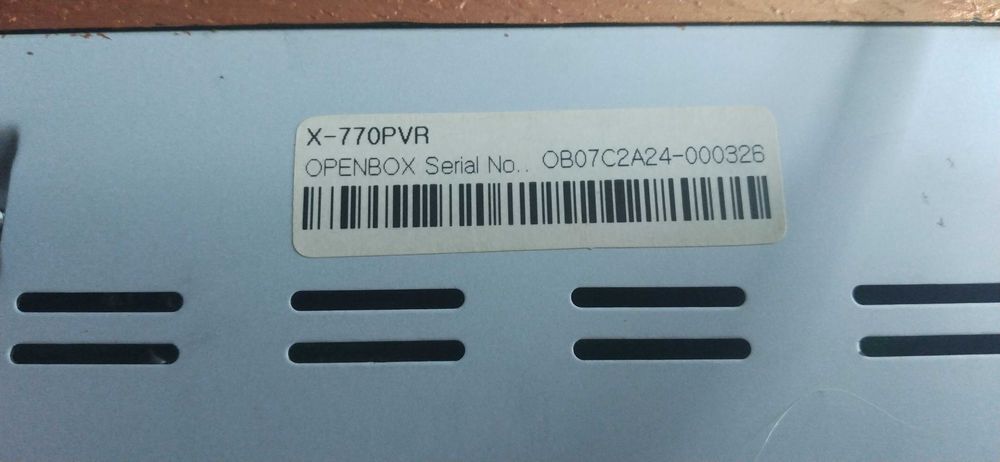 X-770PVR
OPENBOX Serial No.. OB07C2A24-000326